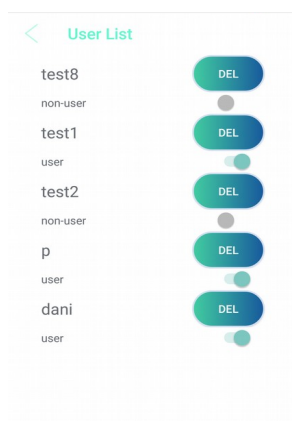 User List
test8
DEL
non-user
test1
DEL
user
test2
DEL
non-user
p
DEL
user
dani
DEL
user